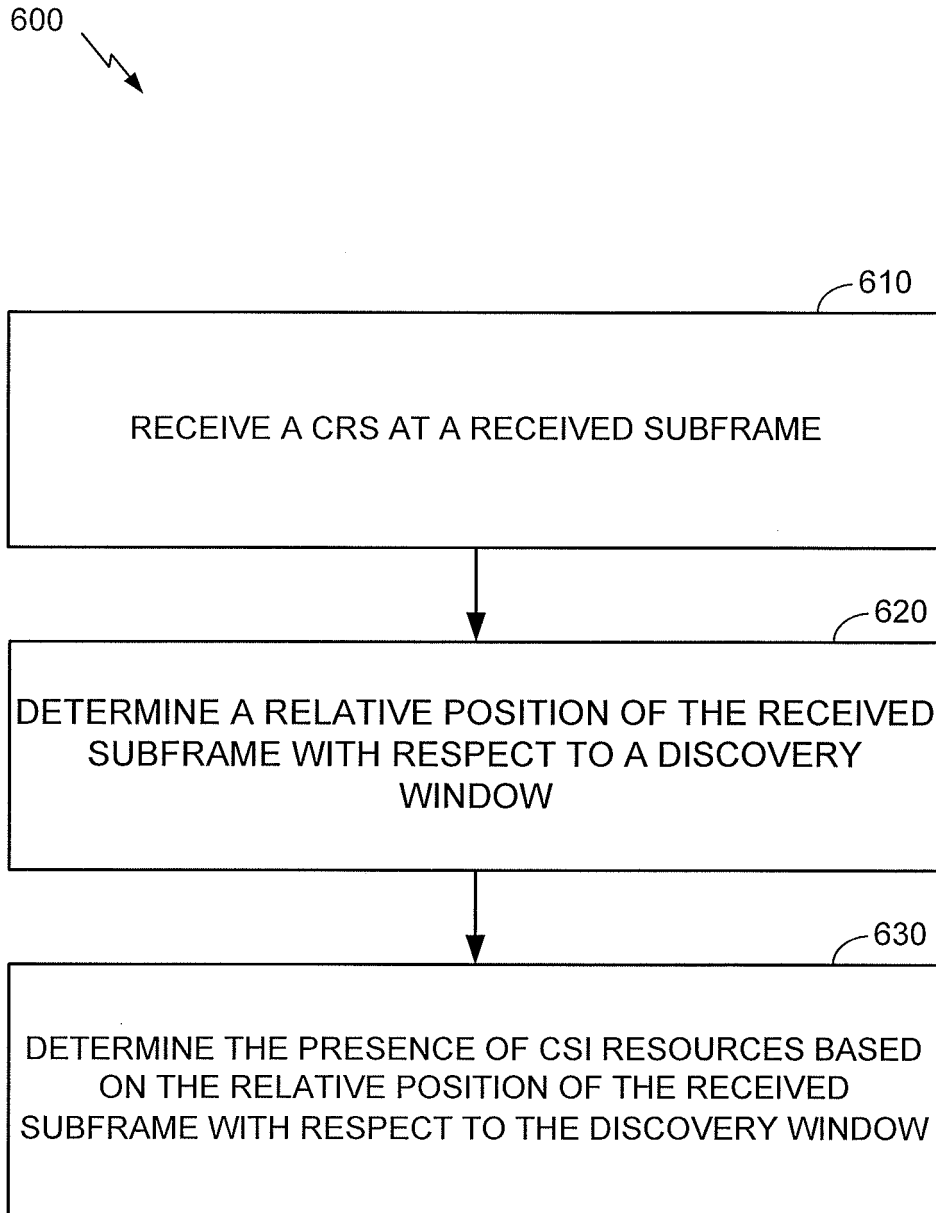 600
610
RECEIVE A CRS AT A RECEIVED SUBFRAME
620
DETERMINE A RELATIVE POSITION OF THE RECEIVED
SUBFRAME WITH RESPECT TO A DISCOVERY
WINDOW
630
DETERMINE THE PRESENCE OF CSI RESOURCES BASED
ON THE RELATIVE POSITION OF THE RECEIVED
SUBFRAME WITH RESPECT TO THE DISCOVERY WINDOW